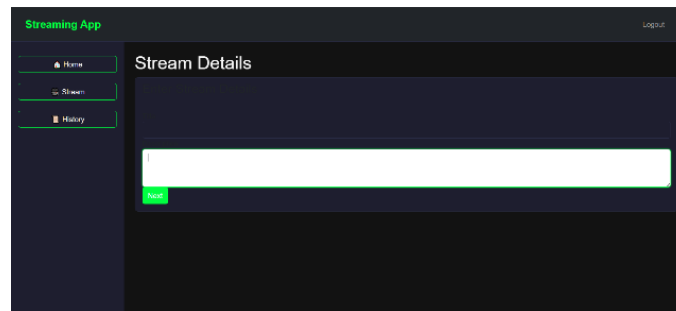 Streaming App
Logout
Home
Stream
History
Stream Details
Next